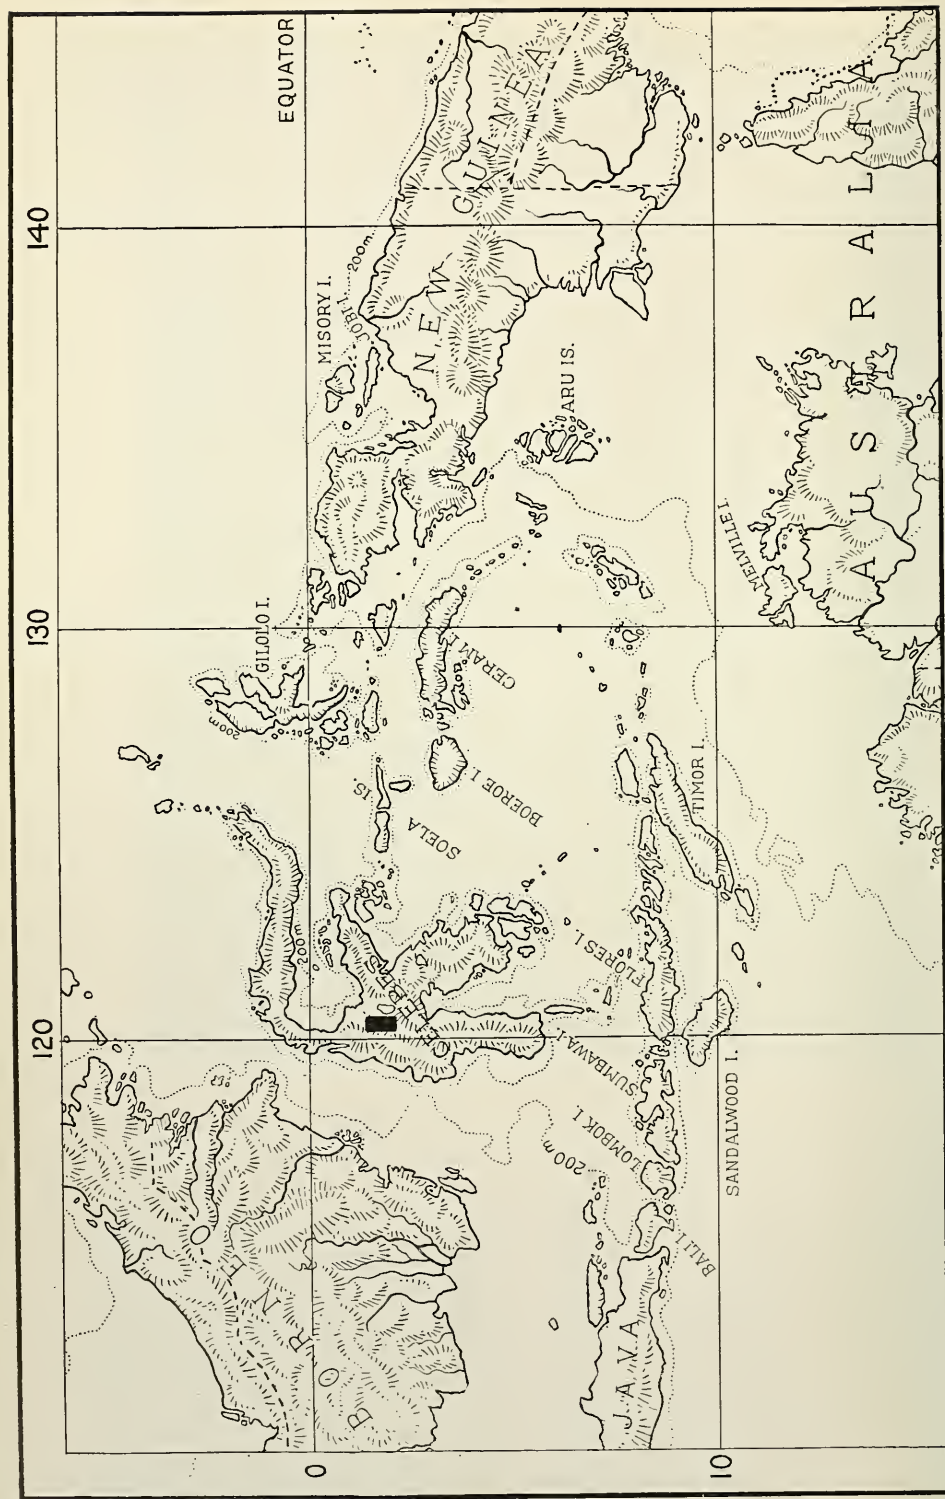 EQUATOR
120
130
140
0
10
200m
MISORY I.
JOBI I.
GILOLO I.
200m
NEW GUINEA
ARU IS.
SOELA IS.
CERAM I.
BOEROE I.
200m
CELEBES
BORNEO
MELVILLE I.
AUSTRALIA
TIMOR I.
FLORES I.
SUMBAWA I.
LOMBOK I.
200m
BALI I.
JAVA
SANDALWOOD I.